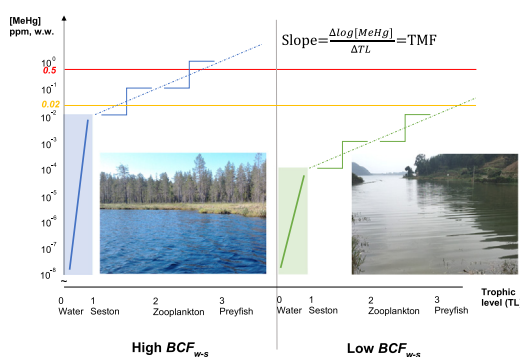 [MeHg]
ppm, w.w.
Slope=Δlog[MeHg]/ΔTL=TMF
10⁰
0.5
10⁻¹
0.02
10⁻²
10⁻³
10⁻⁴
10⁻⁵
10⁻⁶
10⁻⁷
10⁻⁸
~
0 1 2 3 0 1 2 3 Trophic
Water Seston Zooplankton Preyfish Water Seston Zooplankton Preyfish level (TL
High BCFw-s Low BCFw-s